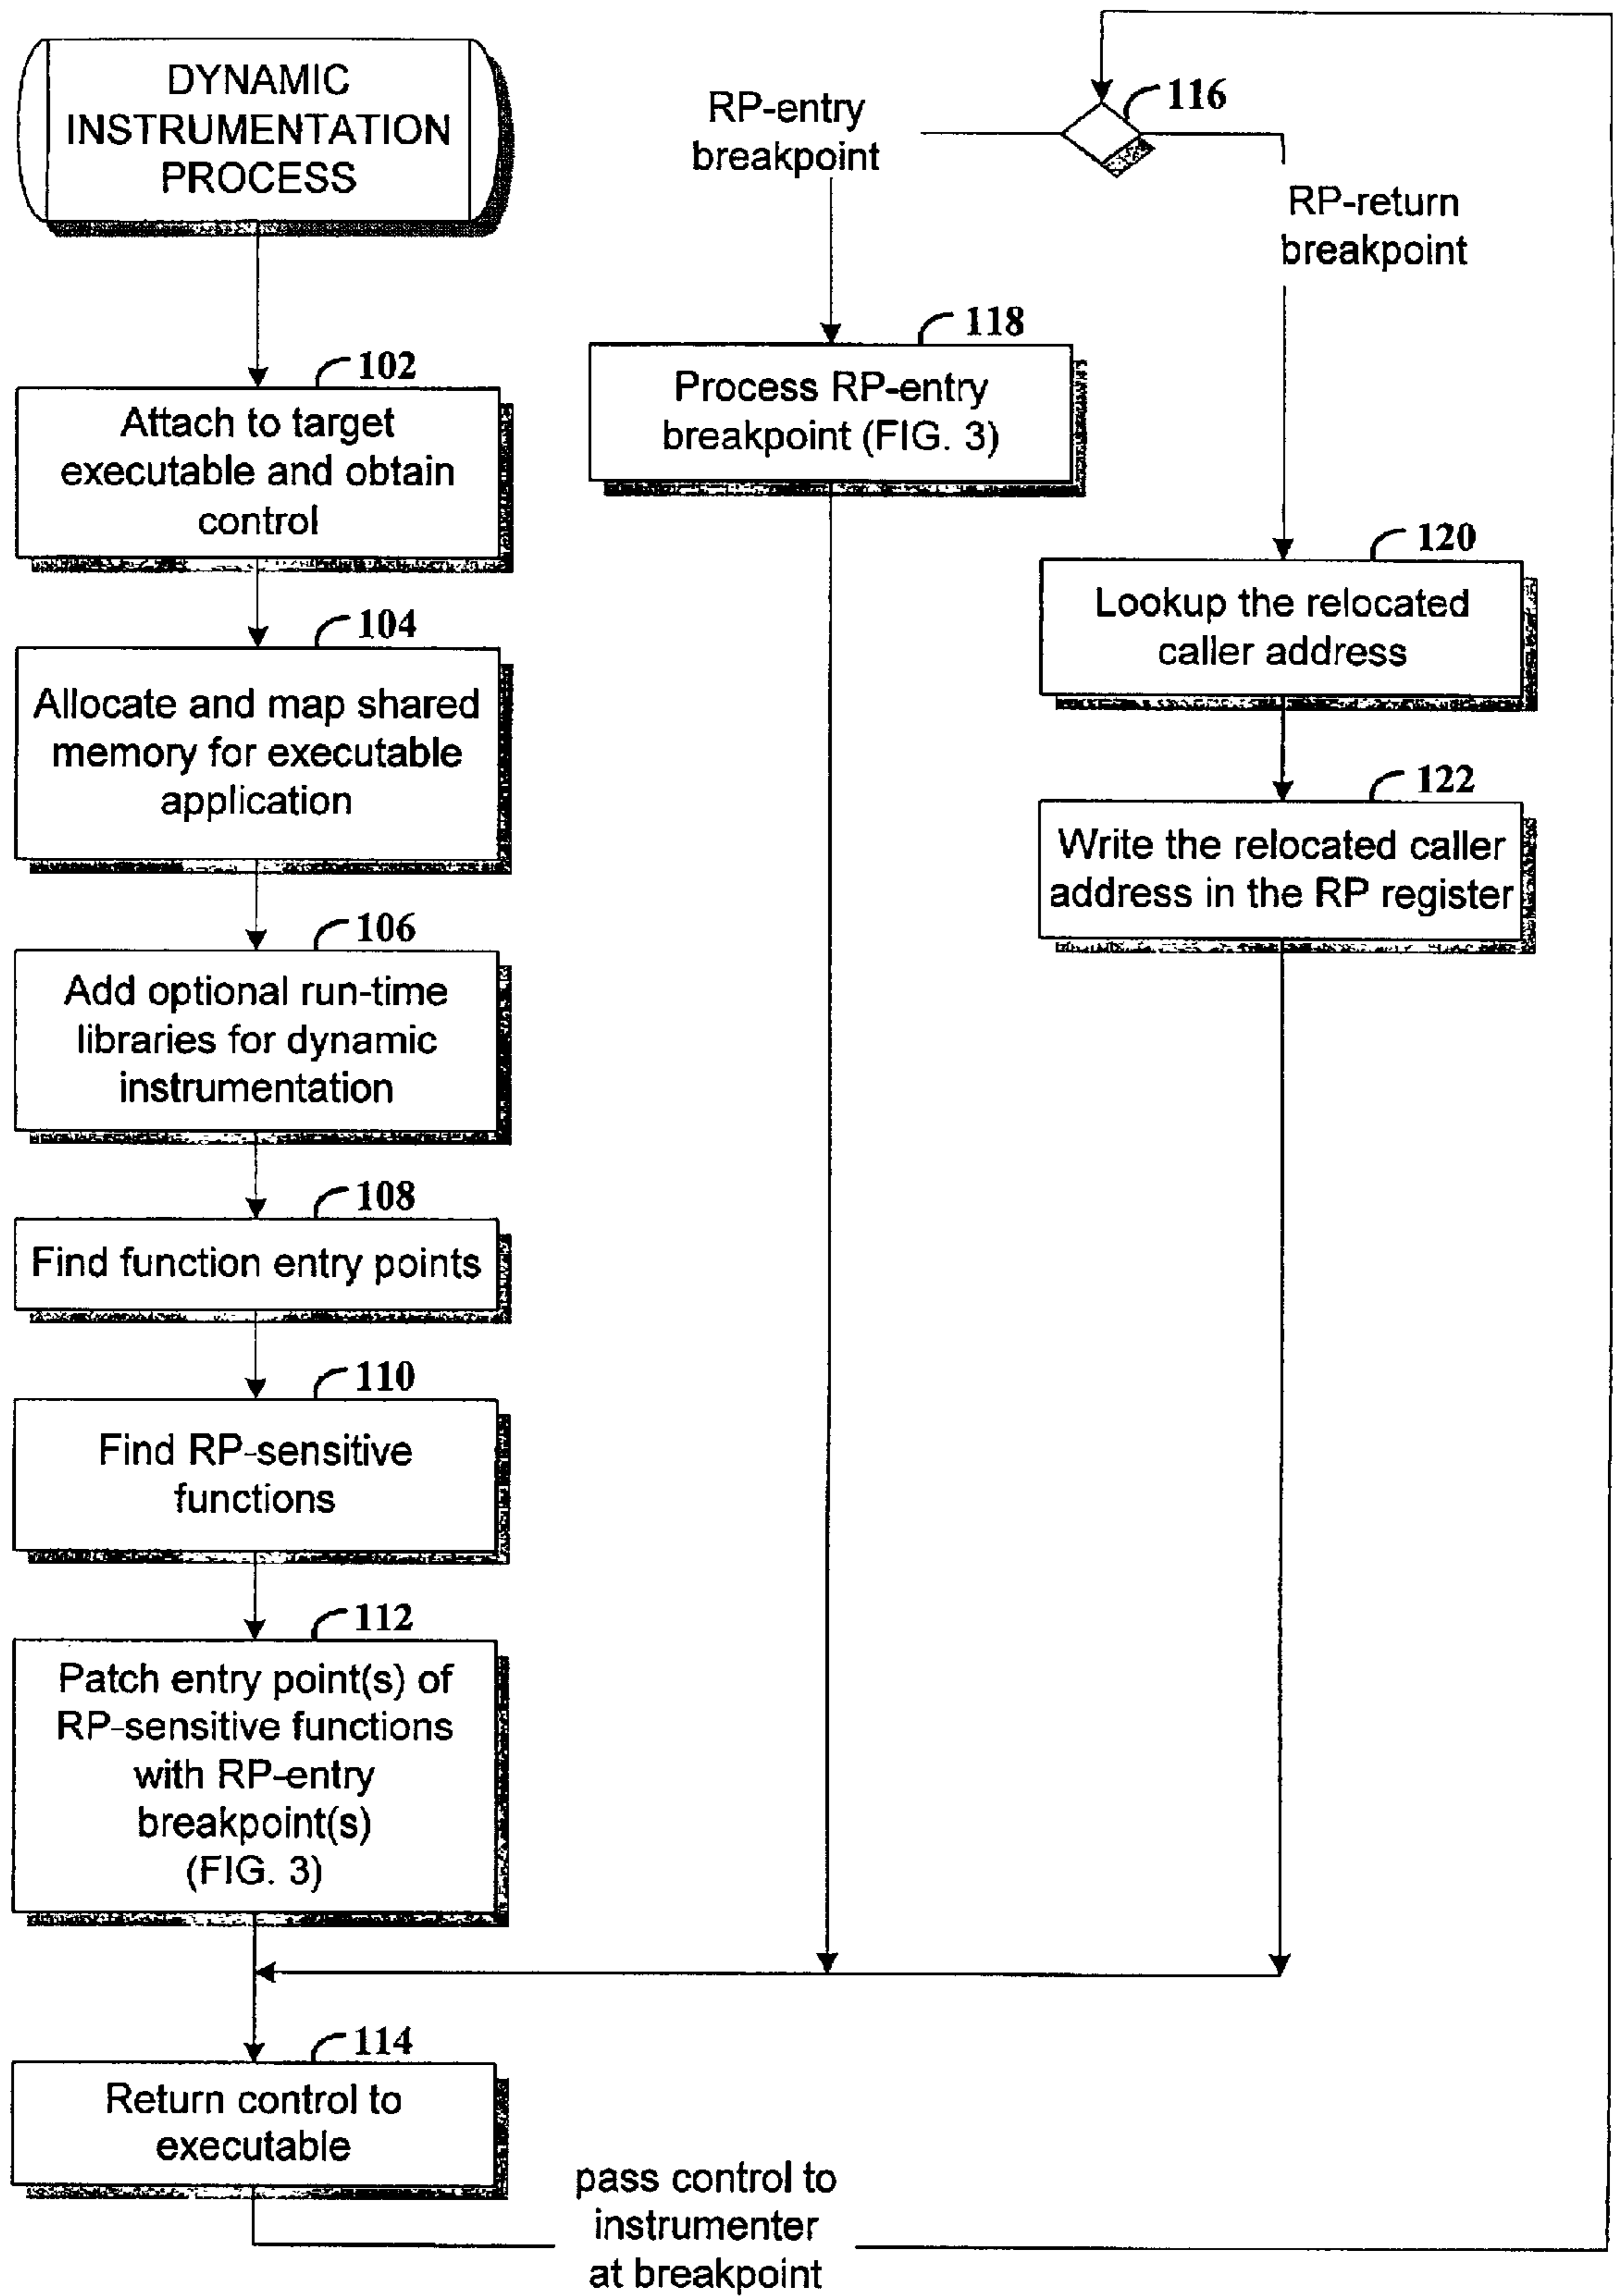 DYNAMIC
INSTRUMENTATION
PROCESS
102
Attach to target
executable and obtain
control
104
Allocate and map shared
memory for executable
application
106
Add optional run-time
libraries for dynamic
instrumentation
108
Find function entry points
110
Find RP-sensitive
functions
112
Patch entry point(s) of
RP-sensitive functions
with RP-entry
breakpoint(s)
(FIG. 3)
114
Return control to
executable
pass control to
instrumenter
at breakpoint
116
RP-entry
breakpoint
118
Process RP-entry
breakpoint (FIG. 3)
RP-return
breakpoint
120
Lookup the relocated
caller address
122
Write the relocated caller
address in the RP register